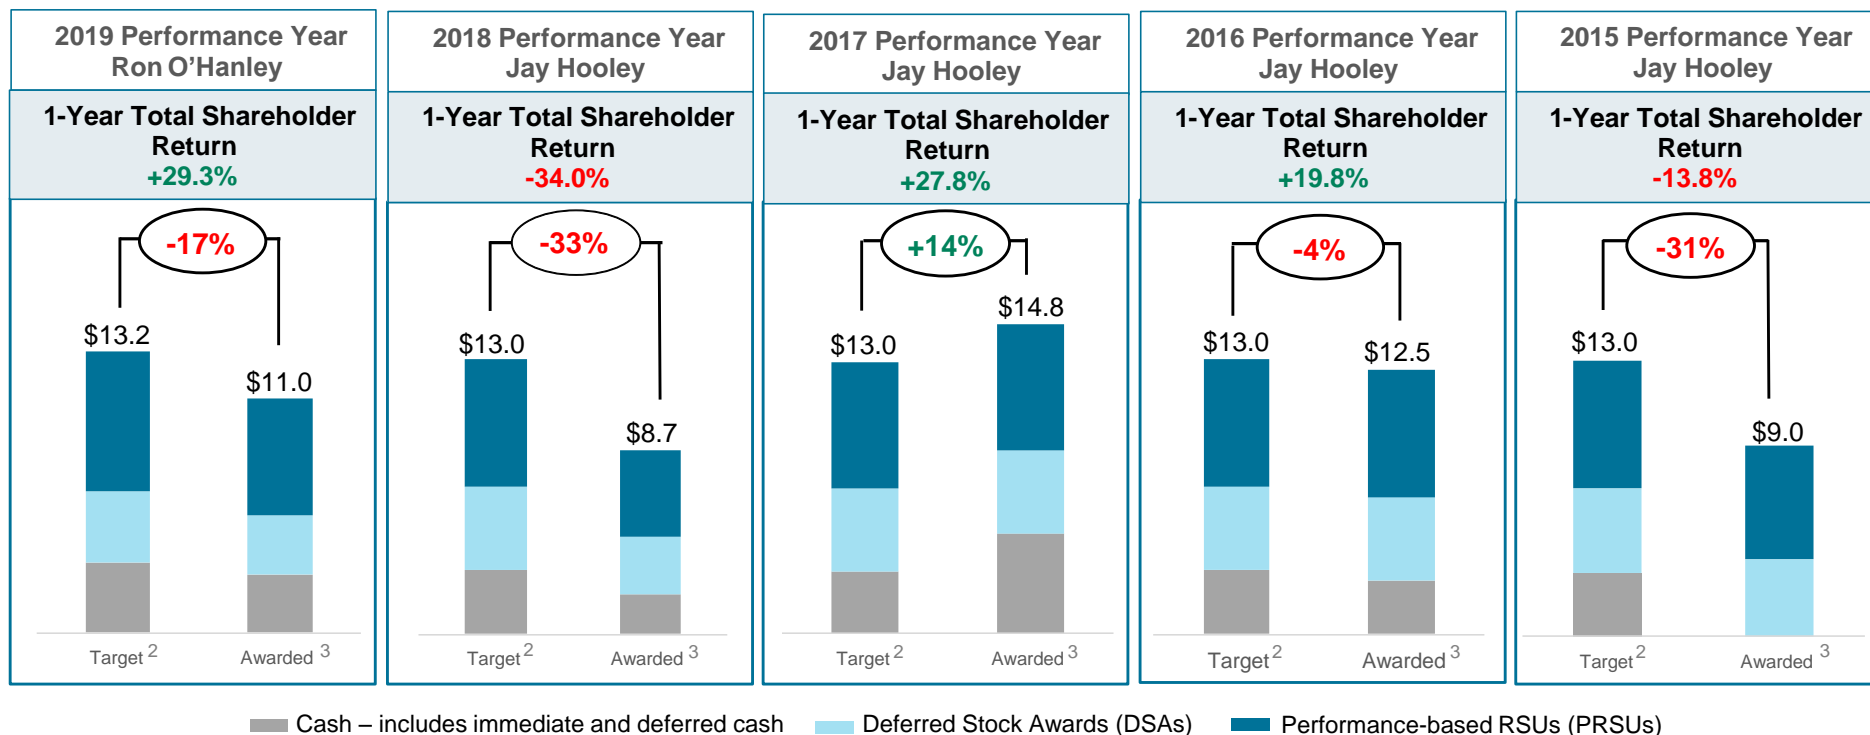 2019 Performance Year
Ron O’Hanley
1-Year Total Shareholder
Return
+29.3%
-17%
$13.2
$11.0
Target 2
Awarded 3
2018 Performance Year
Jay Hooley
1-Year Total Shareholder
Return
-34.0%
-33%
$13.0
$8.7
Target 2
Awarded 3
2017 Performance Year
Jay Hooley
1-Year Total Shareholder
Return
+27.8%
+14%
$13.0
$14.8
Target 2
Awarded 3
2016 Performance Year
Jay Hooley
1-Year Total Shareholder
Return
+19.8%
-4%
$13.0
$12.5
Target 2
Awarded 3
2015 Performance Year
Jay Hooley
1-Year Total Shareholder
Return
-13.8%
-31%
$13.0
$9.0
Target 2
Awarded 3
Cash – includes immediate and deferred cash
Deferred Stock Awards (DSAs)
Performance-based RSUs (PRSUs)